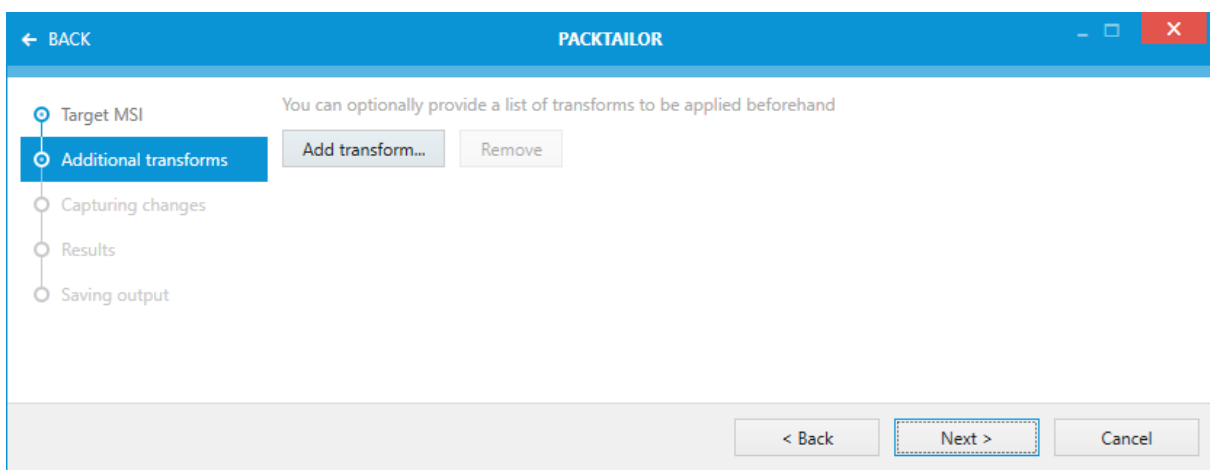 ← BACK
PACKTAILOR
Target MSI
Additional transforms
Capturing changes
Results
Saving output
You can optionally provide a list of transforms to be applied beforehand
Add transform... Remove
< Back Next > Cancel